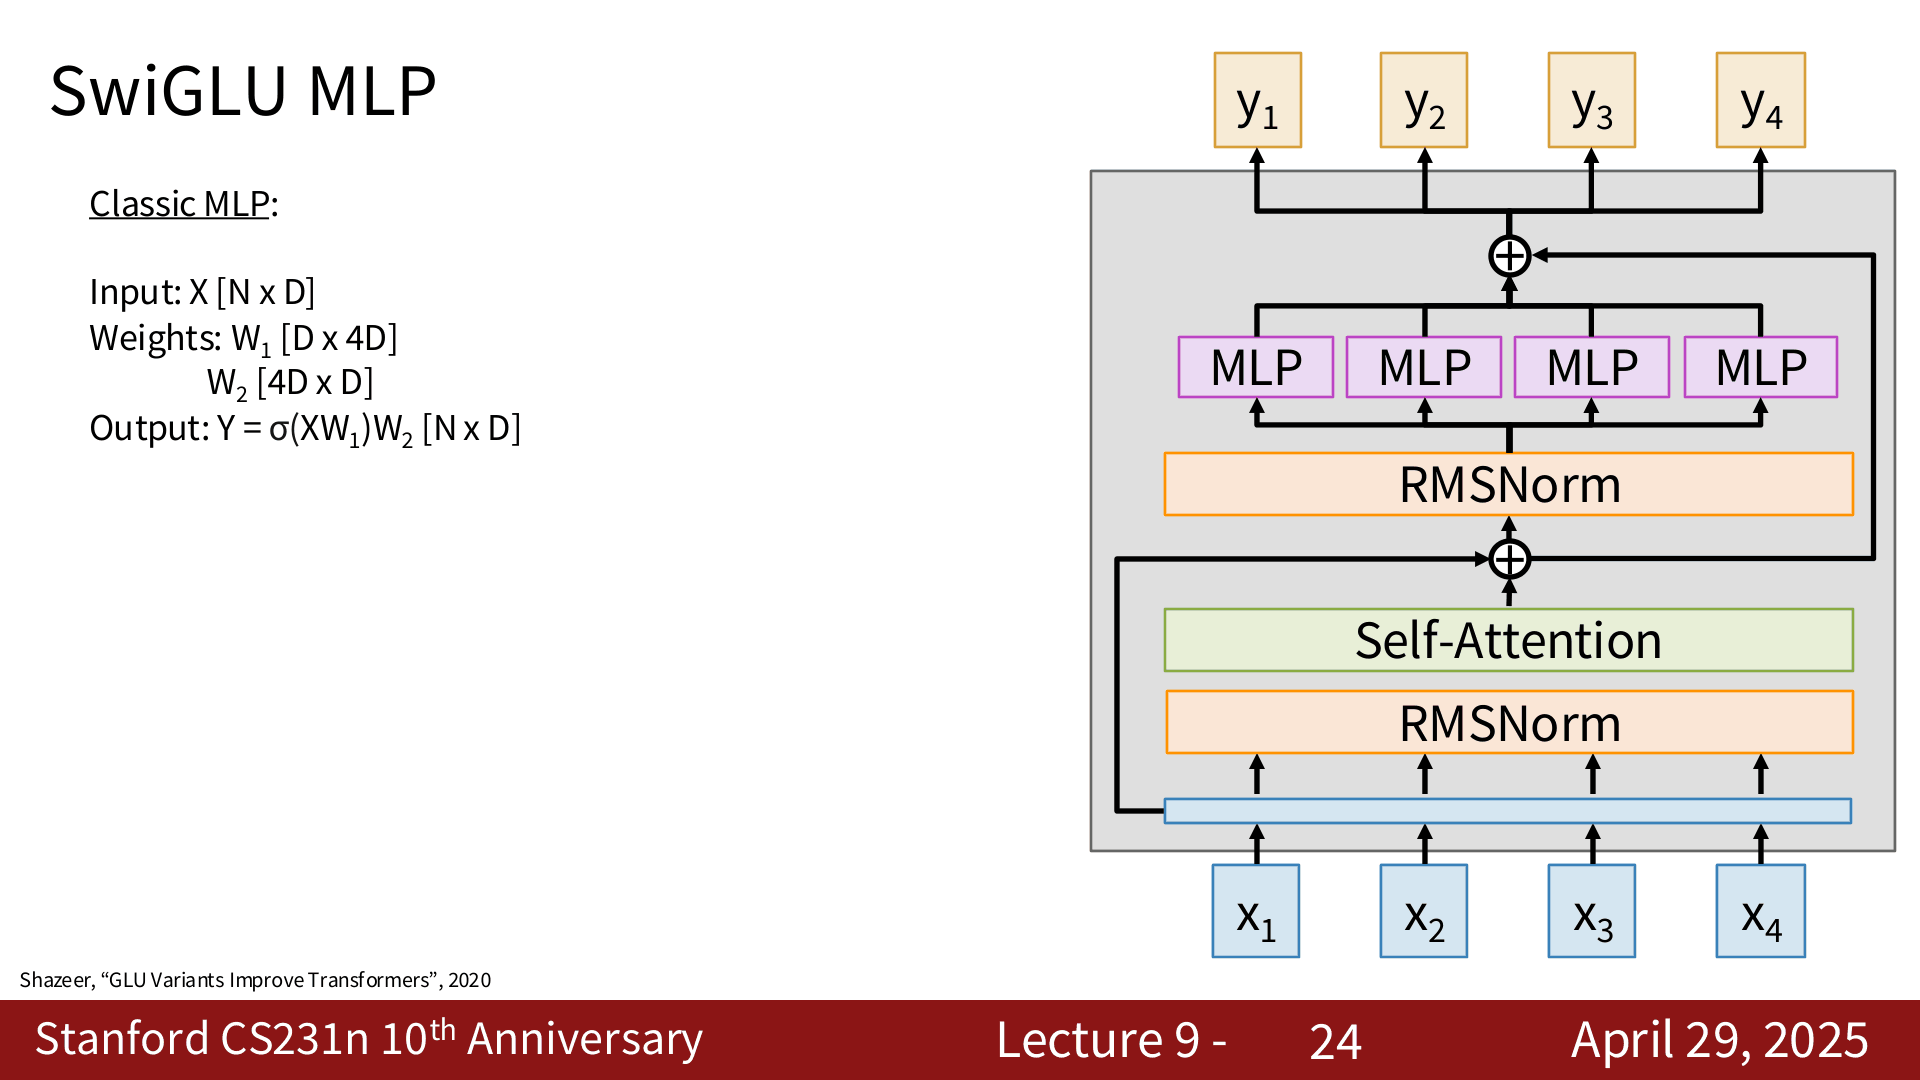 SwiGLU MLP
Classic MLP:
Input: X [N x D]
Weights: W₁ [D x 4D]
W₂ [4D x D]
Output: Y = σ(XW₁)W₂ [N x D]
y₁ y₂ y₃ y₄
MLP MLP MLP MLP
RMSNorm
Self-Attention
RMSNorm
x₁ x₂ x₃ x₄
Shazeer, “GLU Variants Improve Transformers”, 2020
Stanford CS231n 10th Anniversary Lecture 9 - 24 April 29, 2025